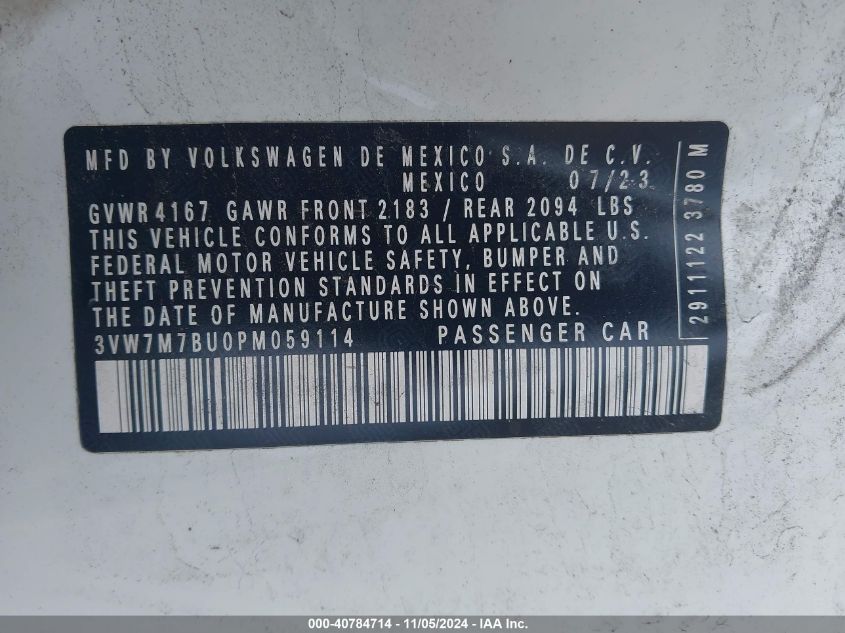 MFD BY VOLKSWAGEN DE MEXICO S.A. DE C.V.
MEXICO 07/23
GVWR 4167 GAWR FRONT 2183 / REAR 2094 LBS
THIS VEHICLE CONFORMS TO ALL APPLICABLE U.S.
FEDERAL MOTOR VEHICLE SAFETY, BUMPER AND
THEFT PREVENTION STANDARDS IN EFFECT ON
THE DATE OF MANUFACTURE SHOWN ABOVE.
3VW7M7BU0PM059114 PASSENGER CAR
2911122 3780 M
000-40784714 - 11/05/2024 - IAA Inc.